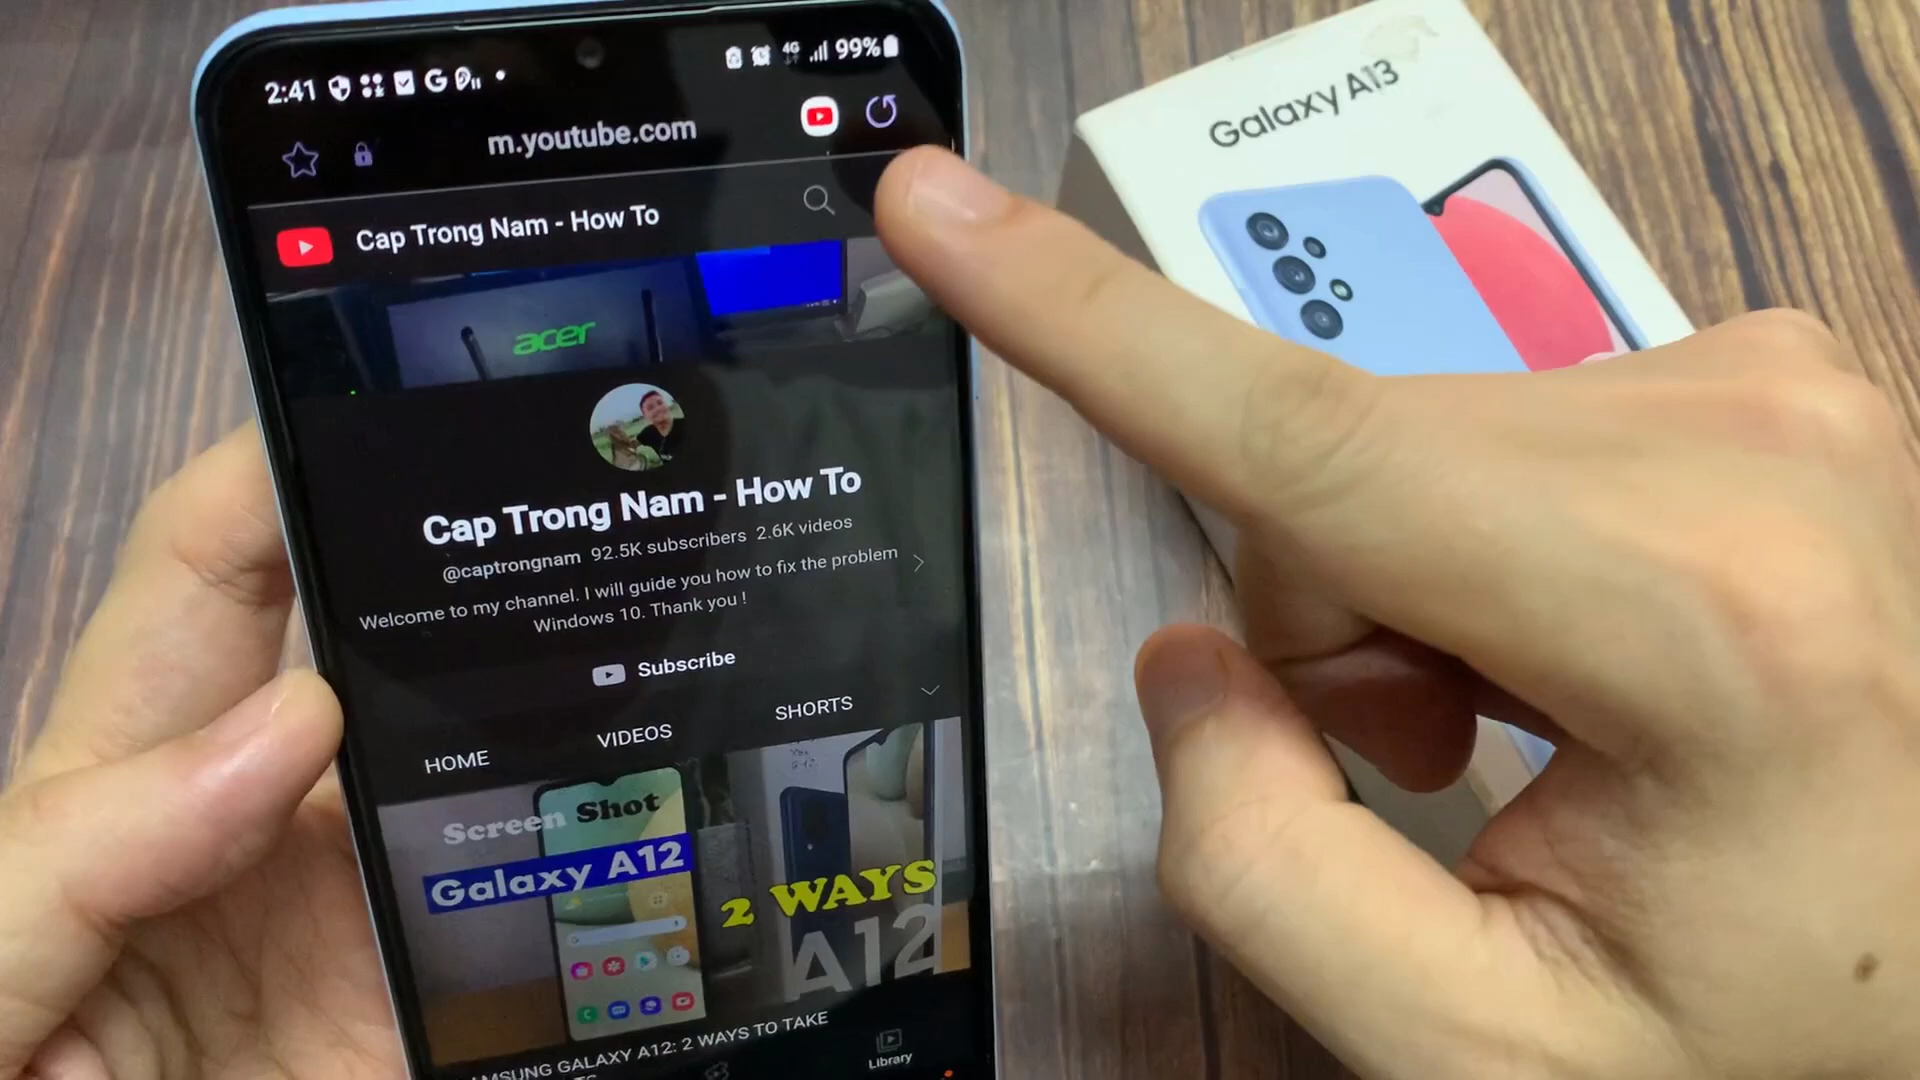 2:41
4G
99%
m.youtube.com
Cap Trong Nam - How To
acer
Cap Trong Nam - How To
@captrongnam 92.5K subscribers 2.6K videos
Welcome to my channel. I will guide you how to fix the problem
Windows 10. Thank you !
Subscribe
HOME
VIDEOS
SHORTS
Screen Shot
Galaxy A12
2 WAYS
A12
SAMSUNG GALAXY A12: 2 WAYS TO TAKE
Library
Galaxy A13